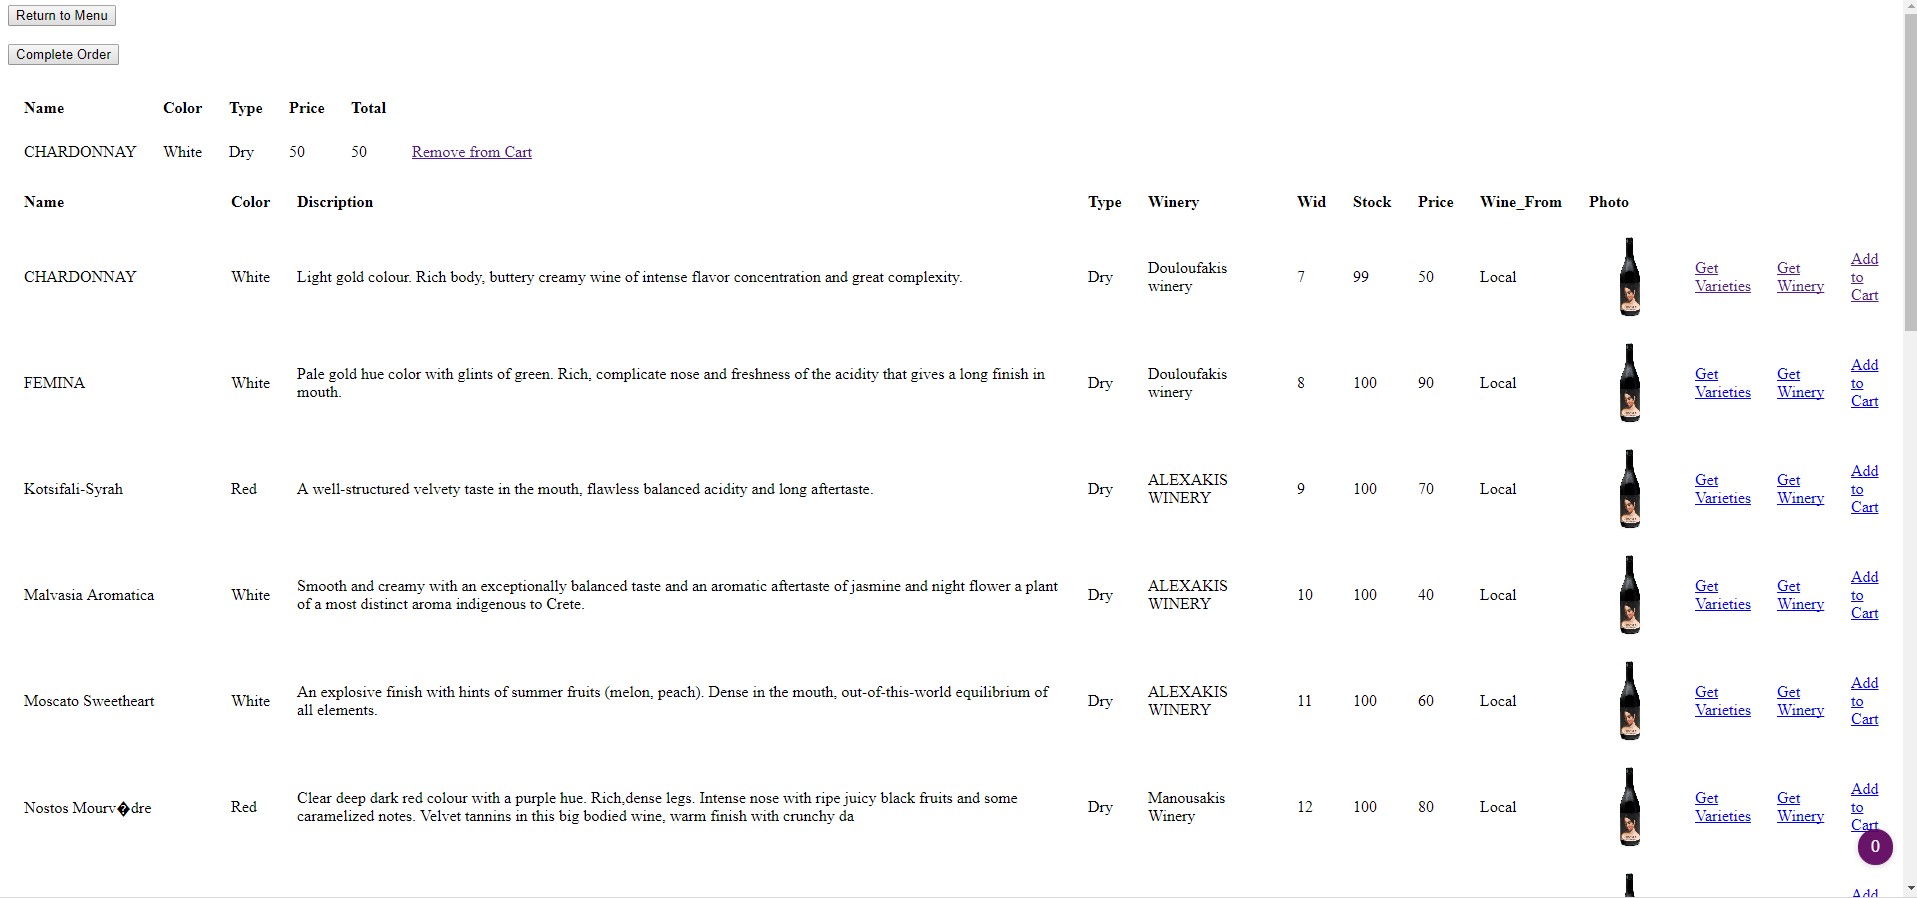 Return to Menu
Complete Order
Name Color Type Price Total
CHARDONNAY White Dry 50 50 Remove from Cart
Name Color Discription Type Winery Wid Stock Price Wine_From Photo
CHARDONNAY White Light gold colour. Rich body, buttery creamy wine of intense flavor concentration and great complexity. Dry Douloufakis winery 7 99 50 Local Get Varieties Get Winery Add to Cart
FEMINA White Pale gold hue color with glints of green. Rich, complicate nose and freshness of the acidity that gives a long finish in mouth. Dry Douloufakis winery 8 100 90 Local Get Varieties Get Winery Add to Cart
Kotsifali-Syrah Red A well-structured velvety taste in the mouth, flawless balanced acidity and long aftertaste. Dry ALEXAKIS WINERY 9 100 70 Local Get Varieties Get Winery Add to Cart
Malvasia Aromatica White Smooth and creamy with an exceptionally balanced taste and an aromatic aftertaste of jasmine and night flower a plant of a most distinct aroma indigenous to Crete. Dry ALEXAKIS WINERY 10 100 40 Local Get Varieties Get Winery Add to Cart
Moscato Sweetheart White An explosive finish with hints of summer fruits (melon, peach). Dense in the mouth, out-of-this-world equilibrium of all elements. Dry ALEXAKIS WINERY 11 100 60 Local Get Varieties Get Winery Add to Cart
Nostos Mourv�dre Red Clear deep dark red colour with a purple hue. Rich,dense legs. Intense nose with ripe juicy black fruits and some caramelized notes. Velvet tannins in this big bodied wine, warm finish with crunchy da Dry Manousakis Winery 12 100 80 Local Get Varieties Get Winery Add to Cart
0
Add